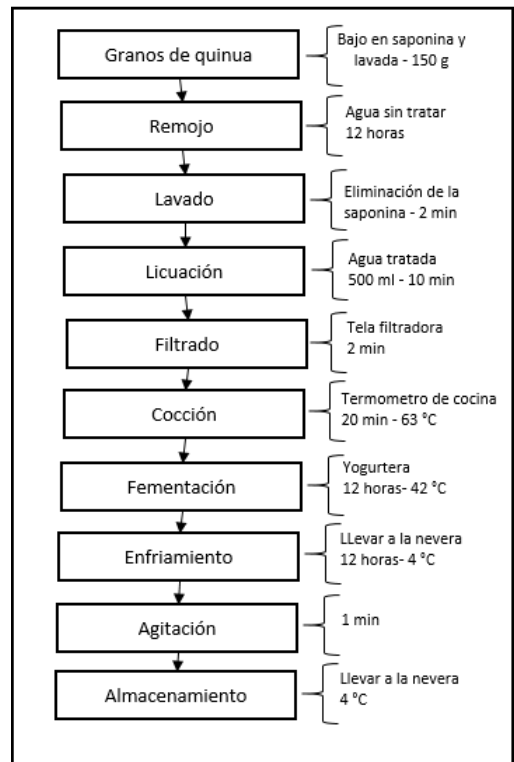 Granos de quinua
Bajo en saponina y
lavada - 150 g
Remojo
Agua sin tratar
12 horas
Lavado
Eliminación de la
saponina - 2 min
Licuación
Agua tratada
500 ml - 10 min
Filtrado
Tela filtradora
2 min
Cocción
Termometro de cocina
20 min - 63 °C
Fementación
Yogurtera
12 horas- 42 °C
Enfriamiento
LLevar a la nevera
12 horas- 4 °C
Agitación
1 min
Almacenamiento
Llevar a la nevera
4 °C